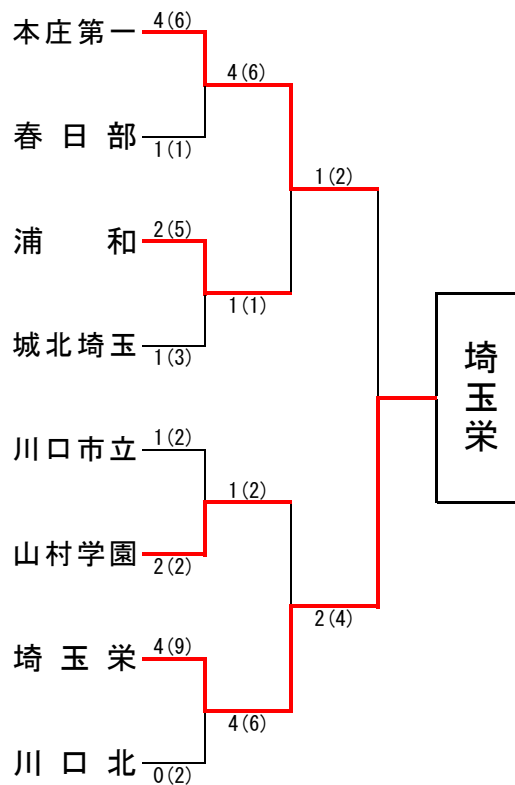 本庄第一
4(6)
4(6)
春日部
1(1)
1(2)
浦和
2(5)
1(1)
城北埼玉
1(3)
埼玉栄
川口市立
1(2)
1(2)
山村学園
2(2)
2(4)
埼玉栄
4(9)
4(6)
川口北
0(2)